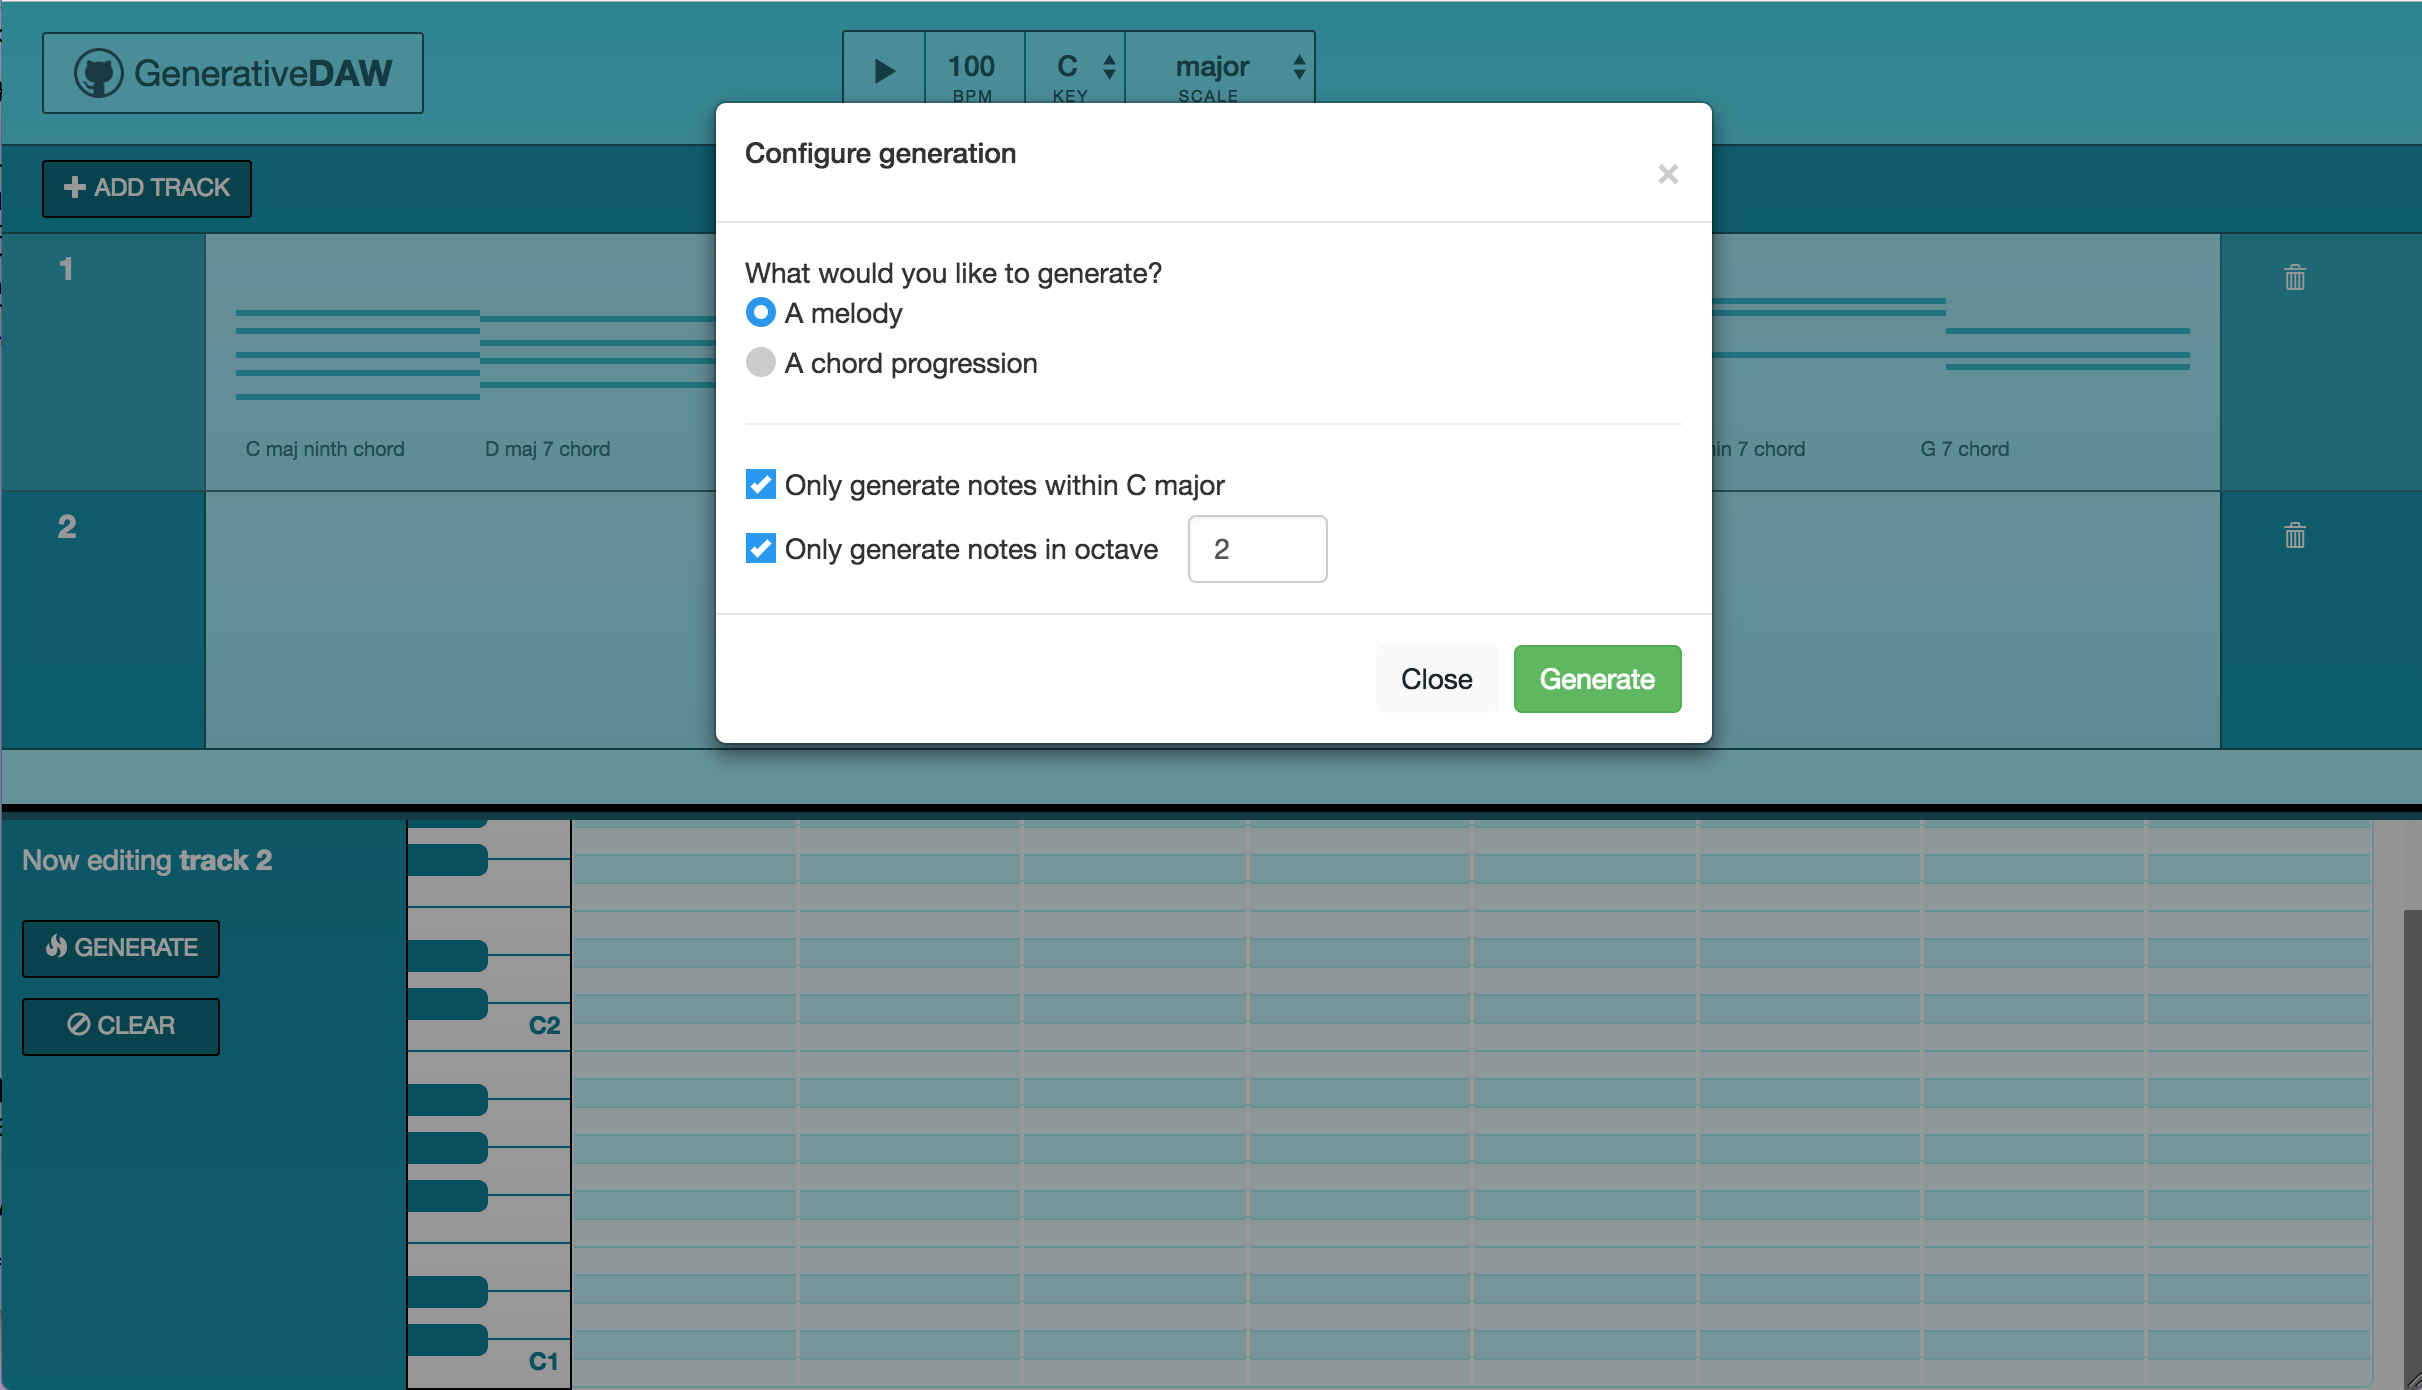 GenerativeDAW
100
BPM
C
KEY
major
SCALE
ADD TRACK
Configure generation
What would you like to generate?
A melody
A chord progression
Only generate notes within C major
Only generate notes in octave 2
Close Generate
1
C maj ninth chord D maj 7 chord 7 chord G 7 chord
2
Now editing track 2
GENERATE
CLEAR
C2
C1